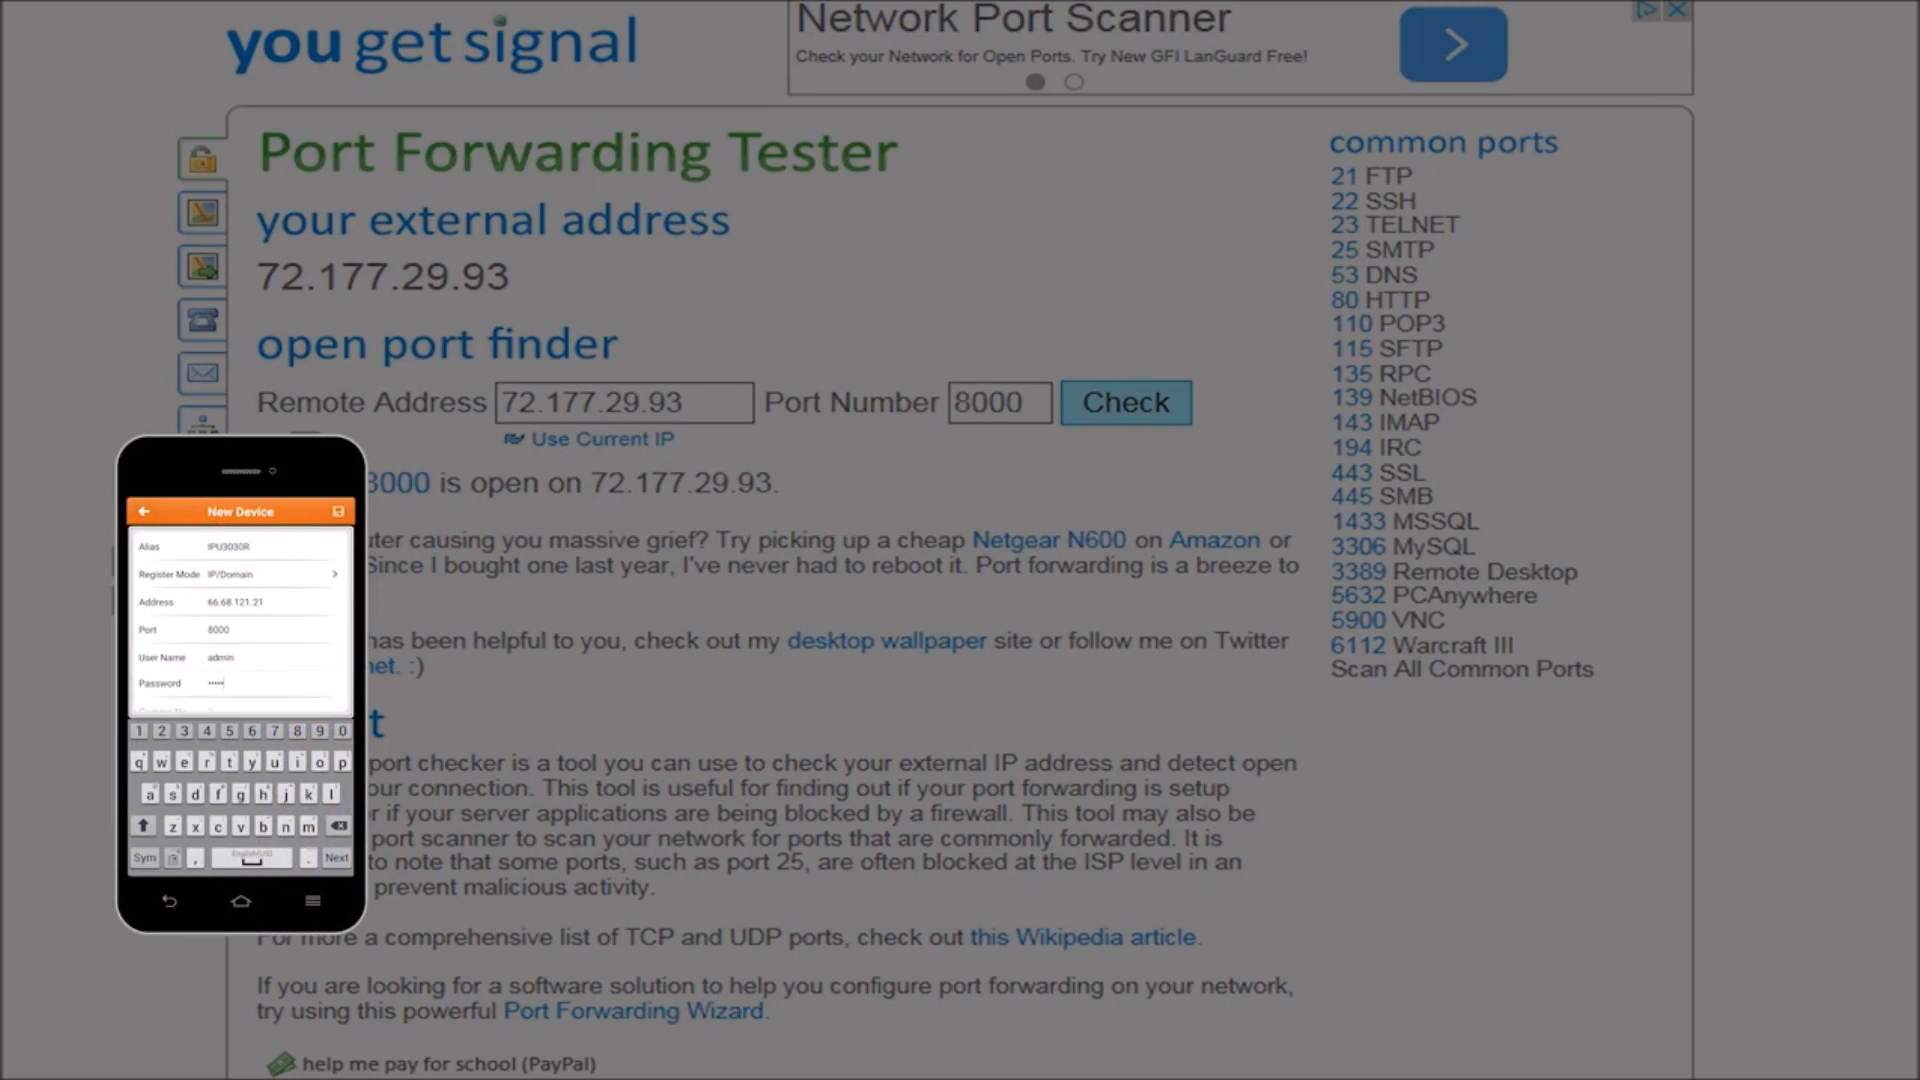 you get signal
Network Port Scanner
Check your Network for Open Ports. Try New GFI LanGuard Free!
Port Forwarding Tester
your external address
72.177.29.93
open port finder
Remote Address 72.177.29.93 Port Number 8000 Check
Use Current IP
8000 is open on 72.177.29.93.
causing you massive grief? Try picking up a cheap Netgear N600 on Amazon or
Since I bought one last year, I've never had to reboot it. Port forwarding is a breeze to
has been helpful to you, check out my desktop wallpaper site or follow me on Twitter
:)
port checker is a tool you can use to check your external IP address and detect open
connection. This tool is useful for finding out if your port forwarding is setup
if your server applications are being blocked by a firewall. This tool may also be
port scanner to scan your network for ports that are commonly forwarded. It is
to note that some ports, such as port 25, are often blocked at the ISP level in an
prevent malicious activity.
For more a comprehensive list of TCP and UDP ports, check out this Wikipedia article.
If you are looking for a software solution to help you configure port forwarding on your network,
try using this powerful Port Forwarding Wizard.
help me pay for school (PayPal)
common ports
21 FTP
22 SSH
23 TELNET
25 SMTP
53 DNS
80 HTTP
110 POP3
115 SFTP
135 RPC
139 NetBIOS
143 IMAP
194 IRC
443 SSL
445 SMB
1433 MSSQL
3306 MySQL
3389 Remote Desktop
5632 PCAnywhere
5900 VNC
6112 Warcraft III
Scan All Common Ports
New Device
Alias IPU3030R
Register Mode IP/Domain
Address 66.68.121.21
Port 8000
User Name admin
Password •••••
1 2 3 4 5 6 7 8 9 0
q w e r t y u i o p
a s d f g h j k l
z x c v b n m
Sym , English(US) . Next